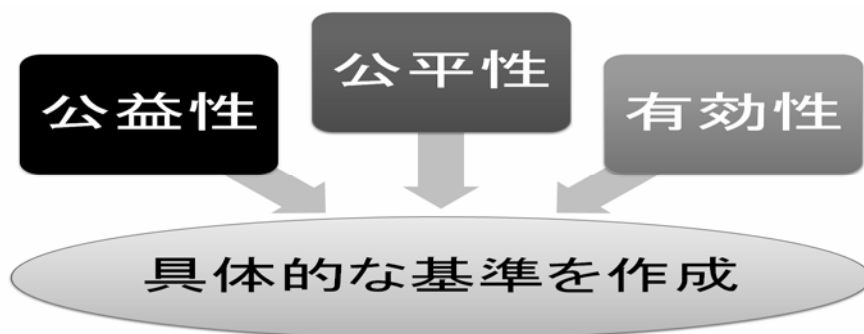 公益性
公平性
有効性
具体的な基準を作成